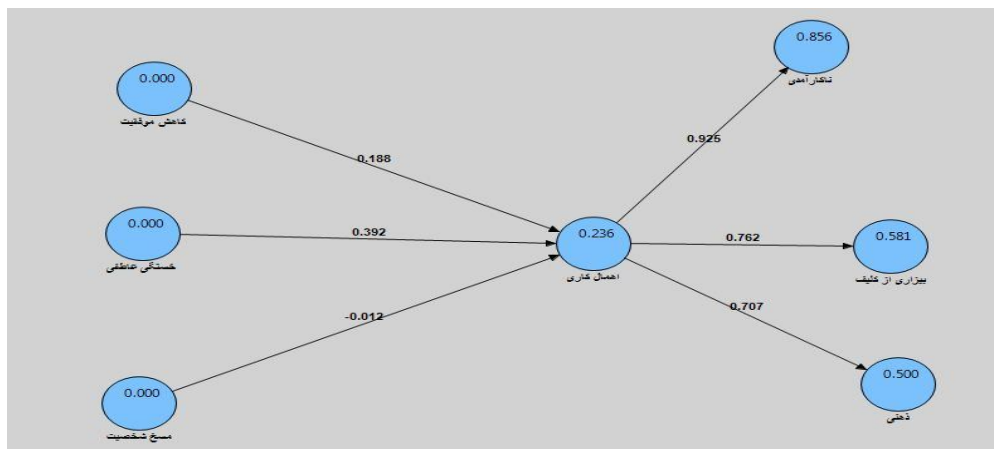 0.856
ناکارآمدی
0.000
کاهش موفقیت
0.925
0.188
0.000
خستگی عاطفی
0.392
0.236
اهمال کاری
0.762
0.581
بیزاری از کلیف
-0.012
0.707
0.000
مسخ شخصیت
0.500
ذهنی